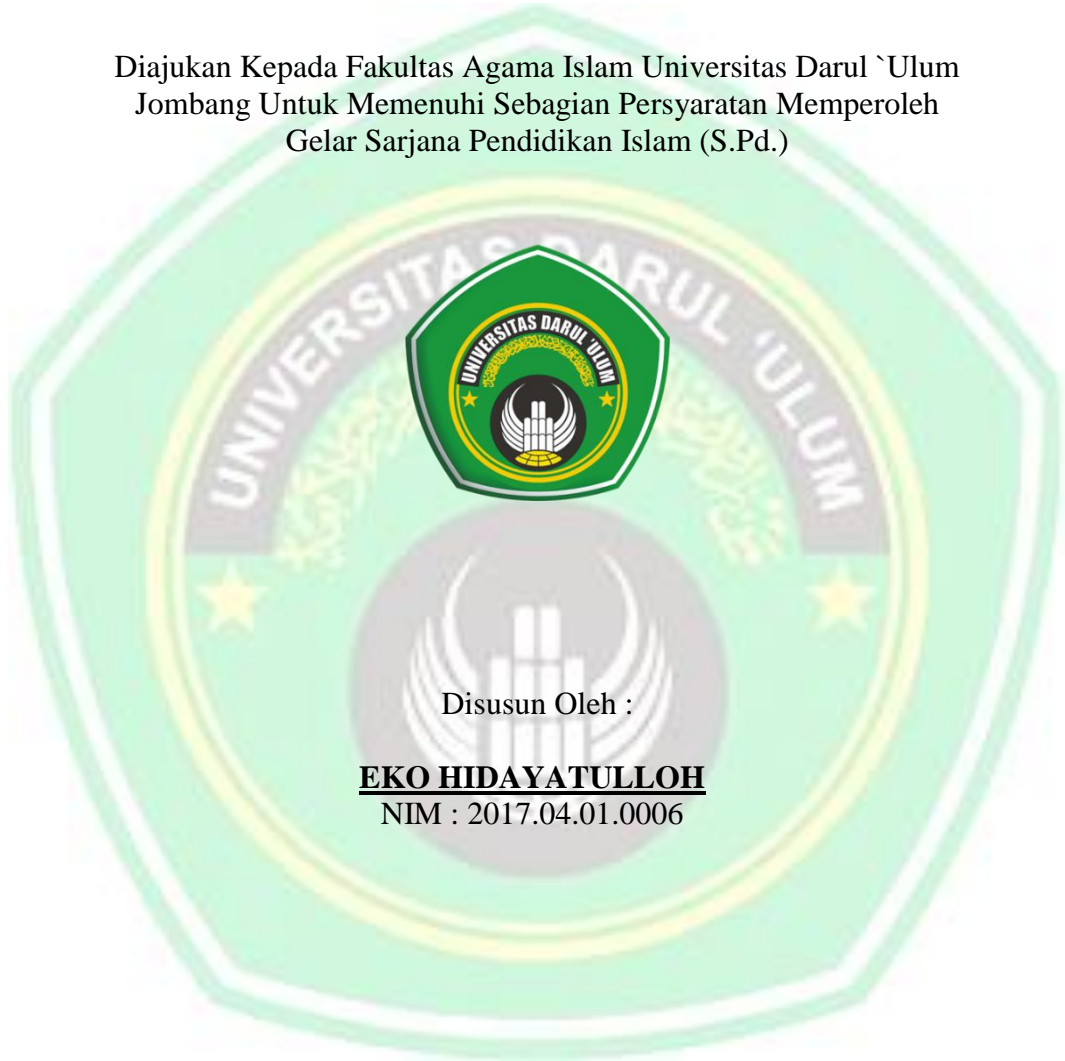 Diajukan Kepada Fakultas Agama Islam Universitas Darul `Ulum
Jombang Untuk Memenuhi Sebagian Persyaratan Memperoleh
Gelar Sarjana Pendidikan Islam (S.Pd.)
UNIVERSITAS DARUL 'ULUM
UNIVERSITAS DARUL 'ULUM
Disusun Oleh :
EKO HIDAYATULLOH
NIM : 2017.04.01.0006